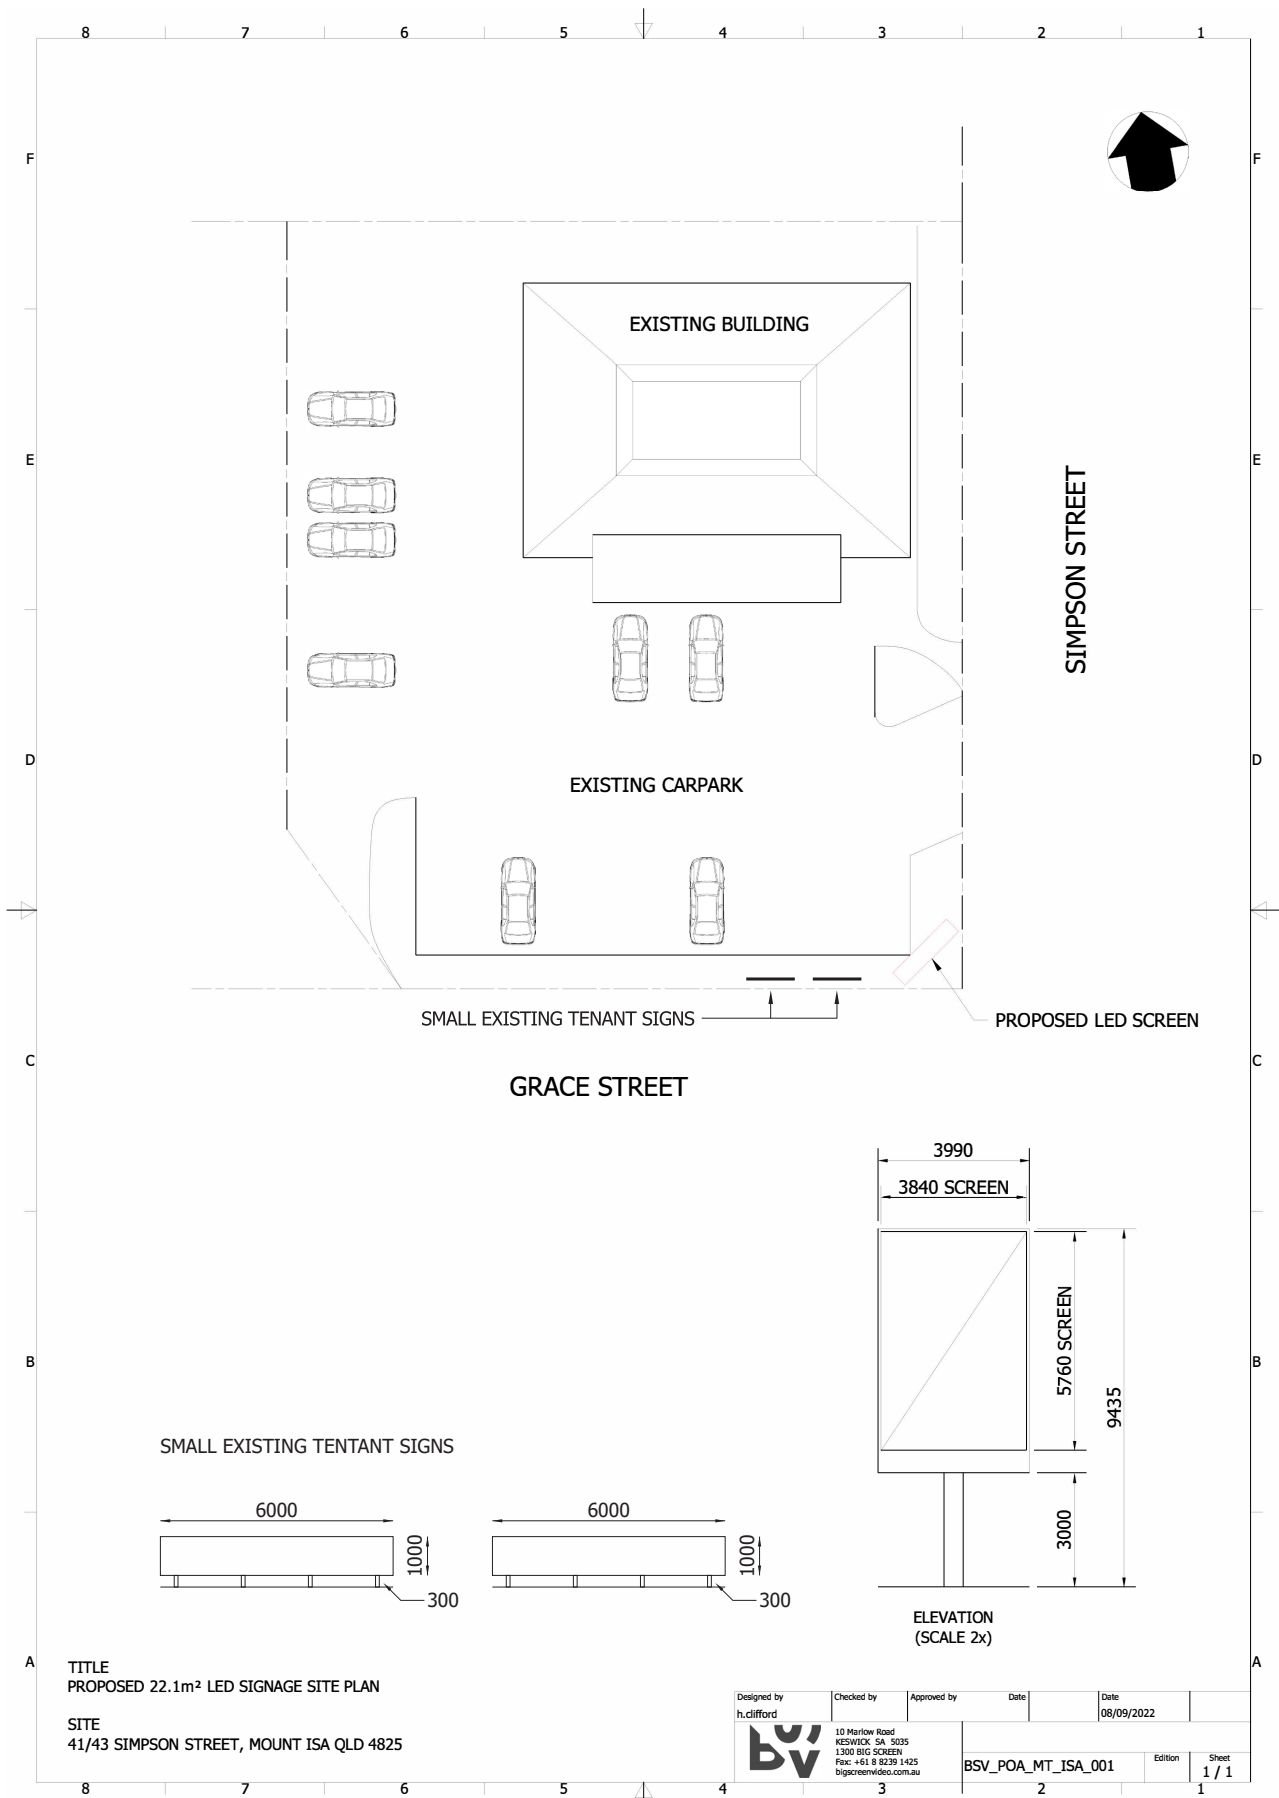 8 7 6 5 4 3 2 1
F F
EXISTING BUILDING
E E
SIMPSON STREET
D D
EXISTING CARPARK
SMALL EXISTING TENANT SIGNS
PROPOSED LED SCREEN
C C
GRACE STREET
3990
3840 SCREEN
5760 SCREEN
9435
3000
B B
SMALL EXISTING TENTANT SIGNS
6000 6000
1000 1000
300 300
ELEVATION
(SCALE 2x)
A A
TITLE
PROPOSED 22.1m² LED SIGNAGE SITE PLAN
SITE
41/43 SIMPSON STREET, MOUNT ISA QLD 4825
Designed by Checked by Approved by Date Date
h.clifford 08/09/2022
bsv
10 Marlow Road
KESWICK SA 5035
1300 BIG SCREEN
Fax: +61 8 8239 1425
bigscreenvideo.com.au
BSV_POA_MT_ISA_001
Edition Sheet
1 / 1
8 7 6 5 4 3 2 1